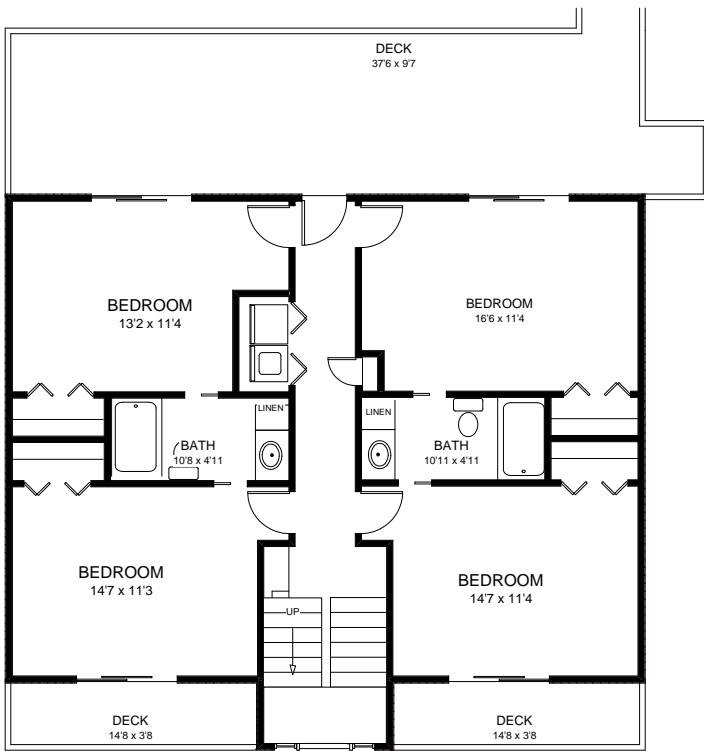 DECK
37'6 x 9'7
BEDROOM
13'2 x 11'4
BEDROOM
16'6 x 11'4
LINEN
LINEN
BATH
10'8 x 4'11
BATH
10'11 x 4'11
BEDROOM
14'7 x 11'3
BEDROOM
14'7 x 11'4
UP
DECK
14'8 x 3'8
DECK
14'8 x 3'8